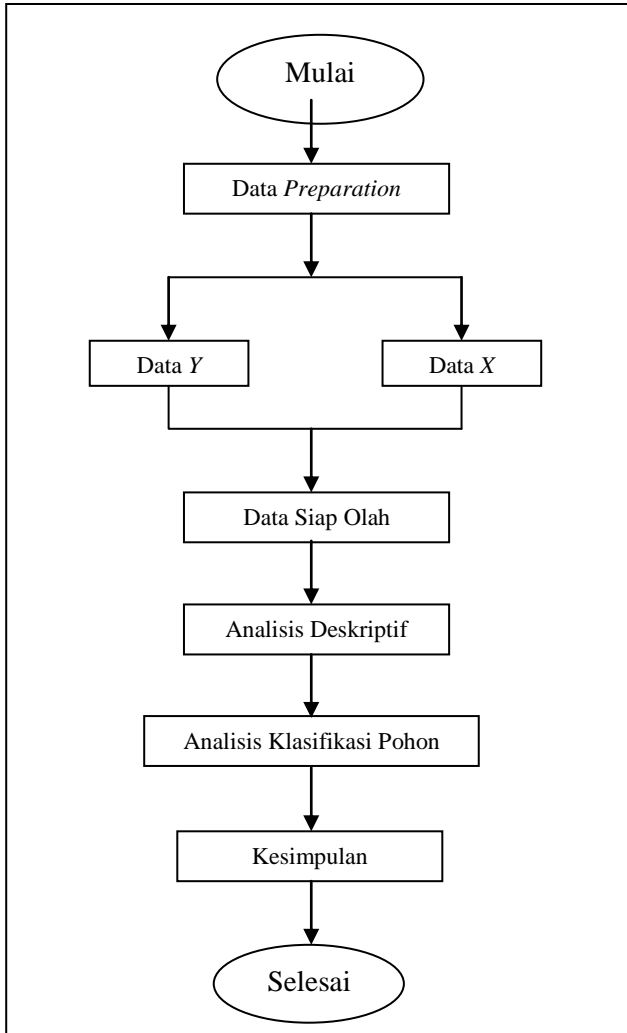 Mulai
Data Preparation
Data Y
Data X
Data Siap Olah
Analisis Deskriptif
Analisis Klasifikasi Pohon
Kesimpulan
Selesai